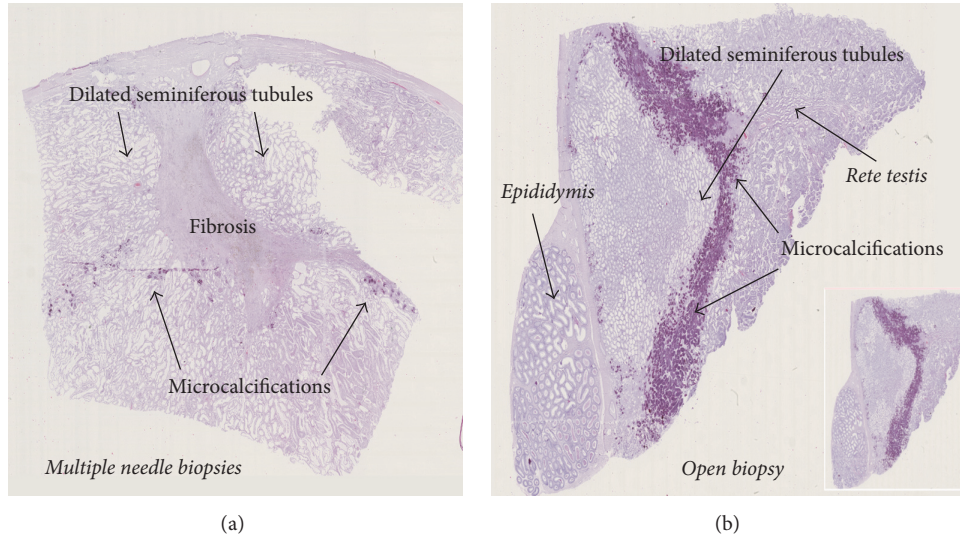 Dilated seminiferous tubules
Fibrosis
Microcalcifications
Multiple needle biopsies
(a)
Dilated seminiferous tubules
Epididymis
Rete testis
Microcalcifications
Open biopsy
(b)